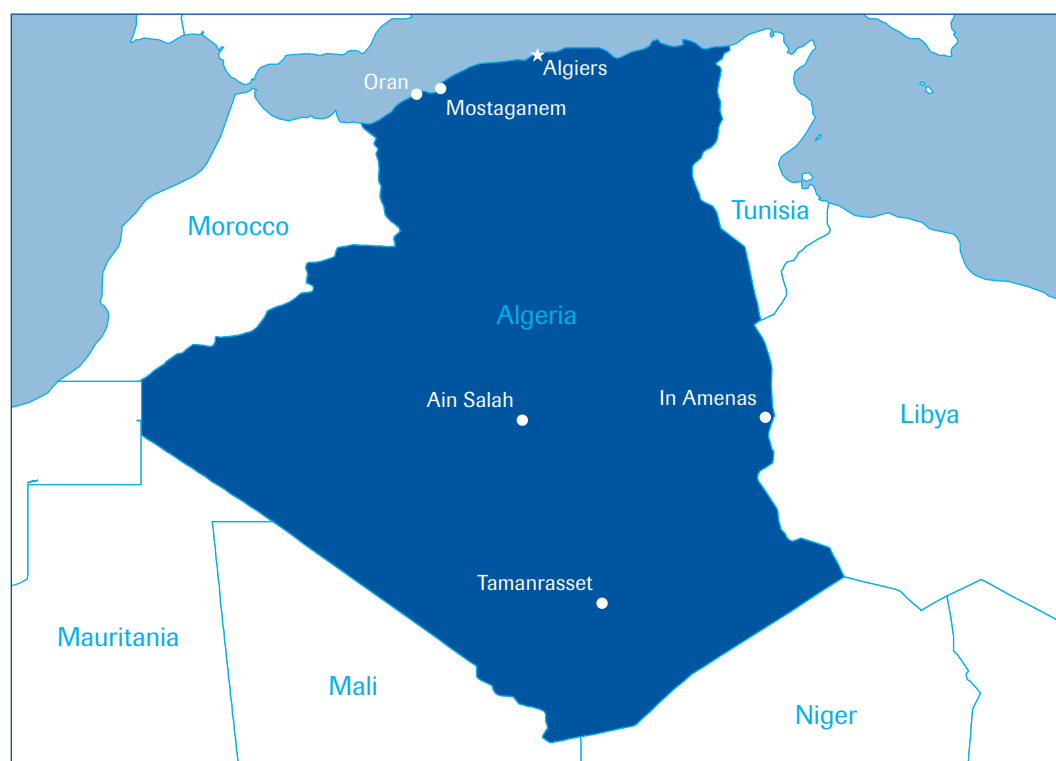 Algiers
Oran
Mostaganem
Tunisia
Morocco
Algeria
In Amenas
Ain Salah
Libya
Tamanrasset
Mauritania
Mali
Niger